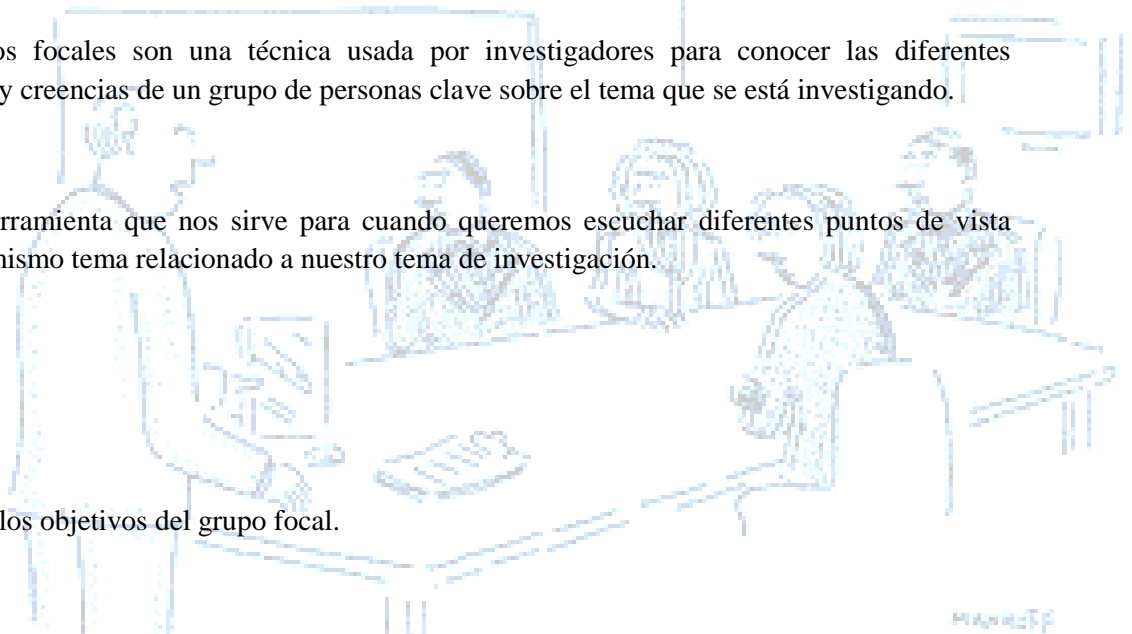 os focales son una técnica usada por investigadores para conocer las diferentes
y creencias de un grupo de personas clave sobre el tema que se está investigando.
erramienta que nos sirve para cuando queremos escuchar diferentes puntos de vista
mismo tema relacionado a nuestro tema de investigación.
los objetivos del grupo focal.